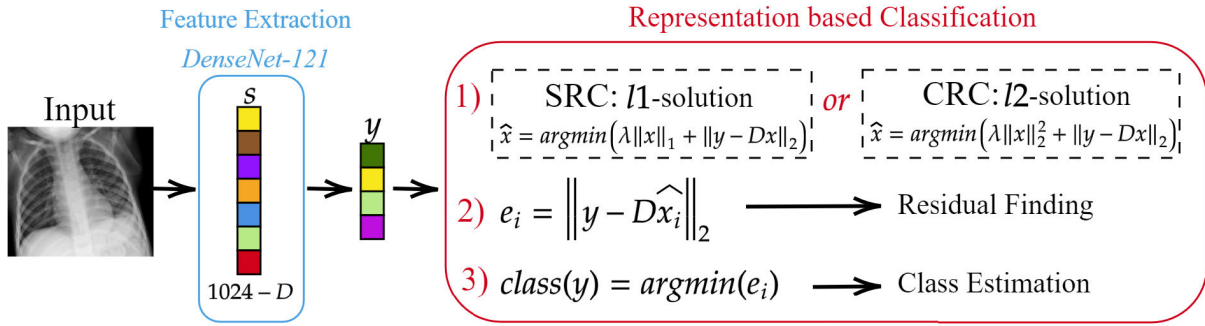 Feature Extraction
DenseNet-121
Representation based Classification
Input
s
1024 – D
y
1) SRC: l1-solution
x̂ = argmin(λ‖x‖₁ + ‖y − Dx‖₂)
or
CRC: l2-solution
x̂ = argmin(λ‖x‖₂² + ‖y − Dx‖₂)
2) eᵢ = ‖y − Dx̂ᵢ‖₂
Residual Finding
3) class(y) = argmin(eᵢ)
Class Estimation